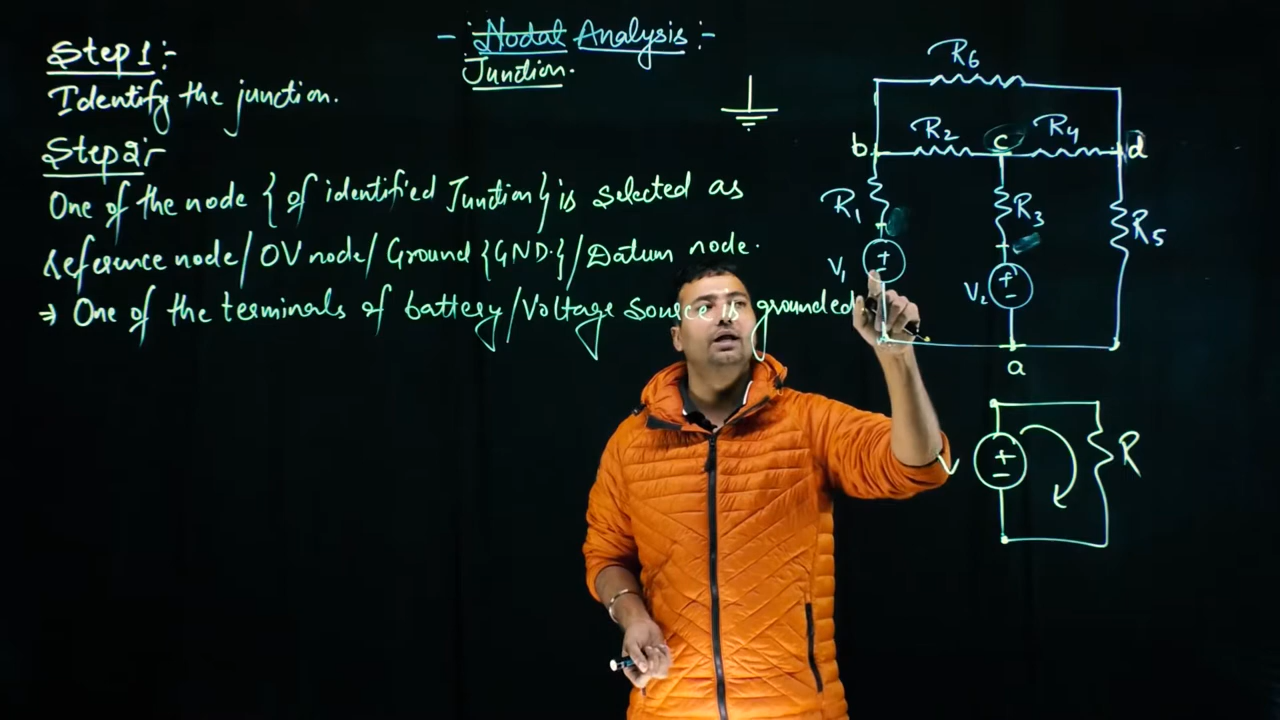 - :Nodal Analysis :-
Junction.
Step 1:-
Identify the junction.
Step 2:-
One of the node { of identified Junction} is selected as
reference node/ 0V node/ Ground {GND.}/ Datum node.
→ One of the terminals of battery/Voltage Source is grounded.
R6
b R2 c R4 d
R1 R3 R5
V1 + -
V2 + -
a
V + - R